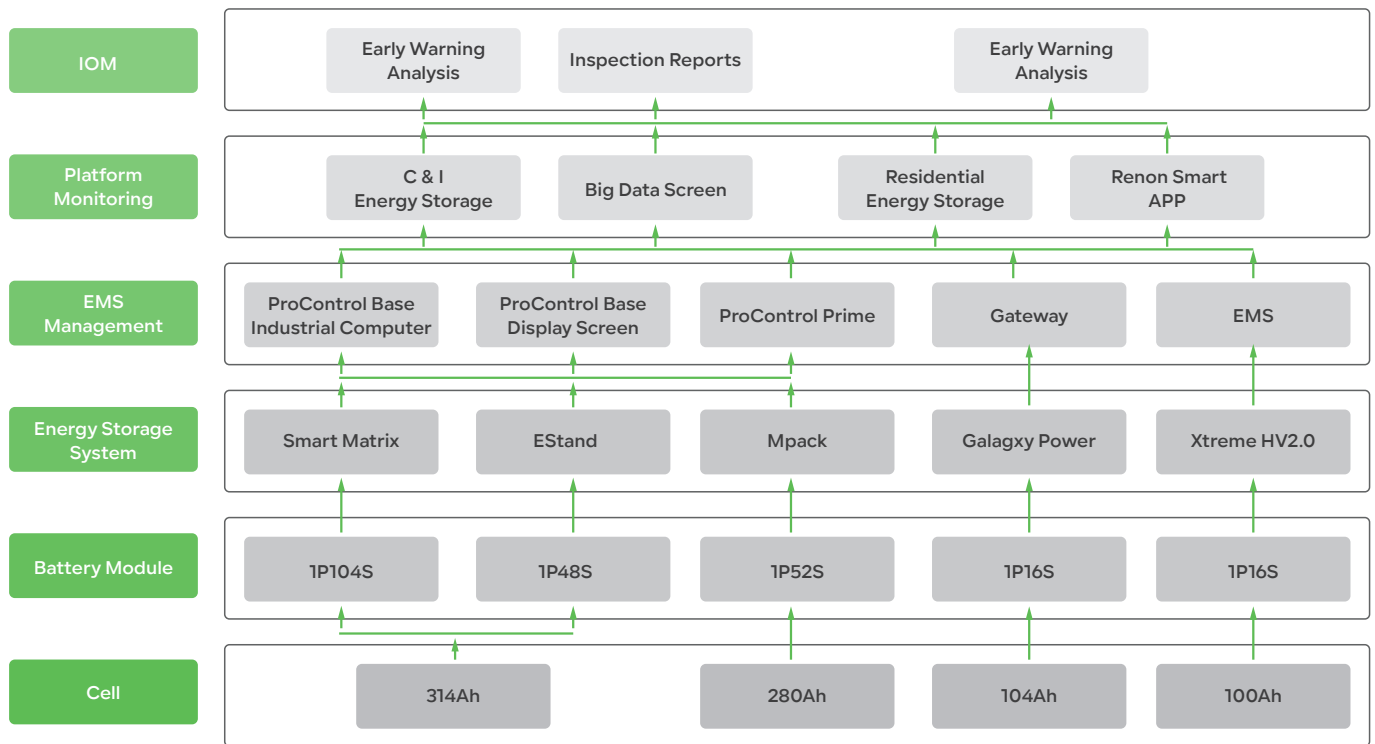 IOM
Early Warning
Analysis
Inspection Reports
Early Warning
Analysis
Platform
Monitoring
C & I
Energy Storage
Big Data Screen
Residential
Energy Storage
Renon Smart
APP
EMS
Management
ProControl Base
Industrial Computer
ProControl Base
Display Screen
ProControl Prime
Gateway
EMS
Energy Storage
System
Smart Matrix
EStand
Mpack
Galagxy Power
Xtreme HV2.0
Battery Module
1P104S
1P48S
1P52S
1P16S
1P16S
Cell
314Ah
280Ah
104Ah
100Ah